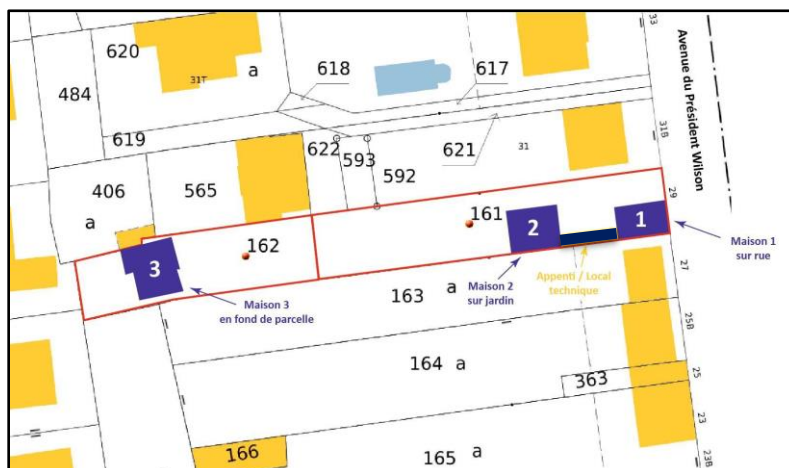 33
620
618
617
31T
a
484
Avenue du Président Wilson
619
622
593
621
31
31B
592
406
565
a
29
161
2
1
162
Maison 1
sur rue
3
Appenti / Local
technique
27
Maison 2
sur jardin
163
a
Maison 3
en fond de parcelle
25B
164 a
363
25
23
166
165
a
23B